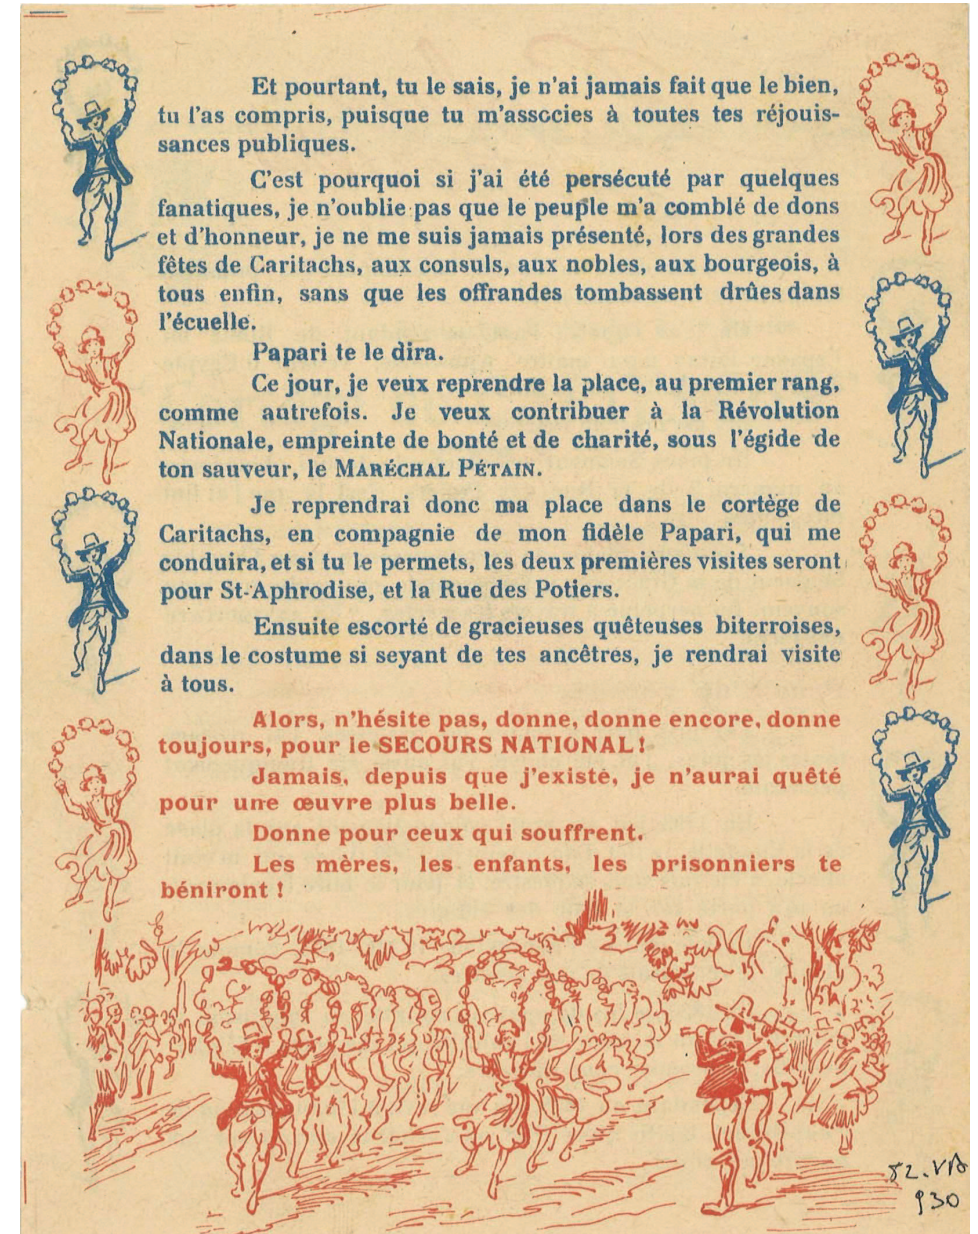 Et pourtant, tu le sais, je n'ai jamais fait que le bien,
tu l'as compris, puisque tu m'associes à toutes tes réjouis-
sances publiques.
C'est pourquoi si j'ai été persécuté par quelques
fanatiques, je n'oublie pas que le peuple m'a comblé de dons
et d'honneur, je ne me suis jamais présenté, lors des grandes
fêtes de Caritachs, aux consuls, aux nobles, aux bourgeois, à
tous enfin, sans que les offrandes tombassent drûes dans
l'écuelle.
Papari te le dira.
Ce jour, je veux reprendre la place, au premier rang,
comme autrefois. Je veux contribuer à la Révolution
Nationale, empreinte de bonté et de charité, sous l'égide de
ton sauveur, le MARÉCHAL PÉTAIN.
Je reprendrai donc ma place dans le cortège de
Caritachs, en compagnie de mon fidèle Papari, qui me
conduira, et si tu le permets, les deux premières visites seront
pour St-Aphrodise, et la Rue des Potiers.
Ensuite escorté de gracieuses quêteuses biterroises,
dans le costume si seyant de tes ancêtres, je rendrai visite
à tous.
Alors, n'hésite pas, donne, donne encore, donne
toujours, pour le SECOURS NATIONAL!
Jamais, depuis que j'existe, je n'aurai quêté
pour une œuvre plus belle.
Donne pour ceux qui souffrent.
Les mères, les enfants, les prisonniers te
béniront !
930